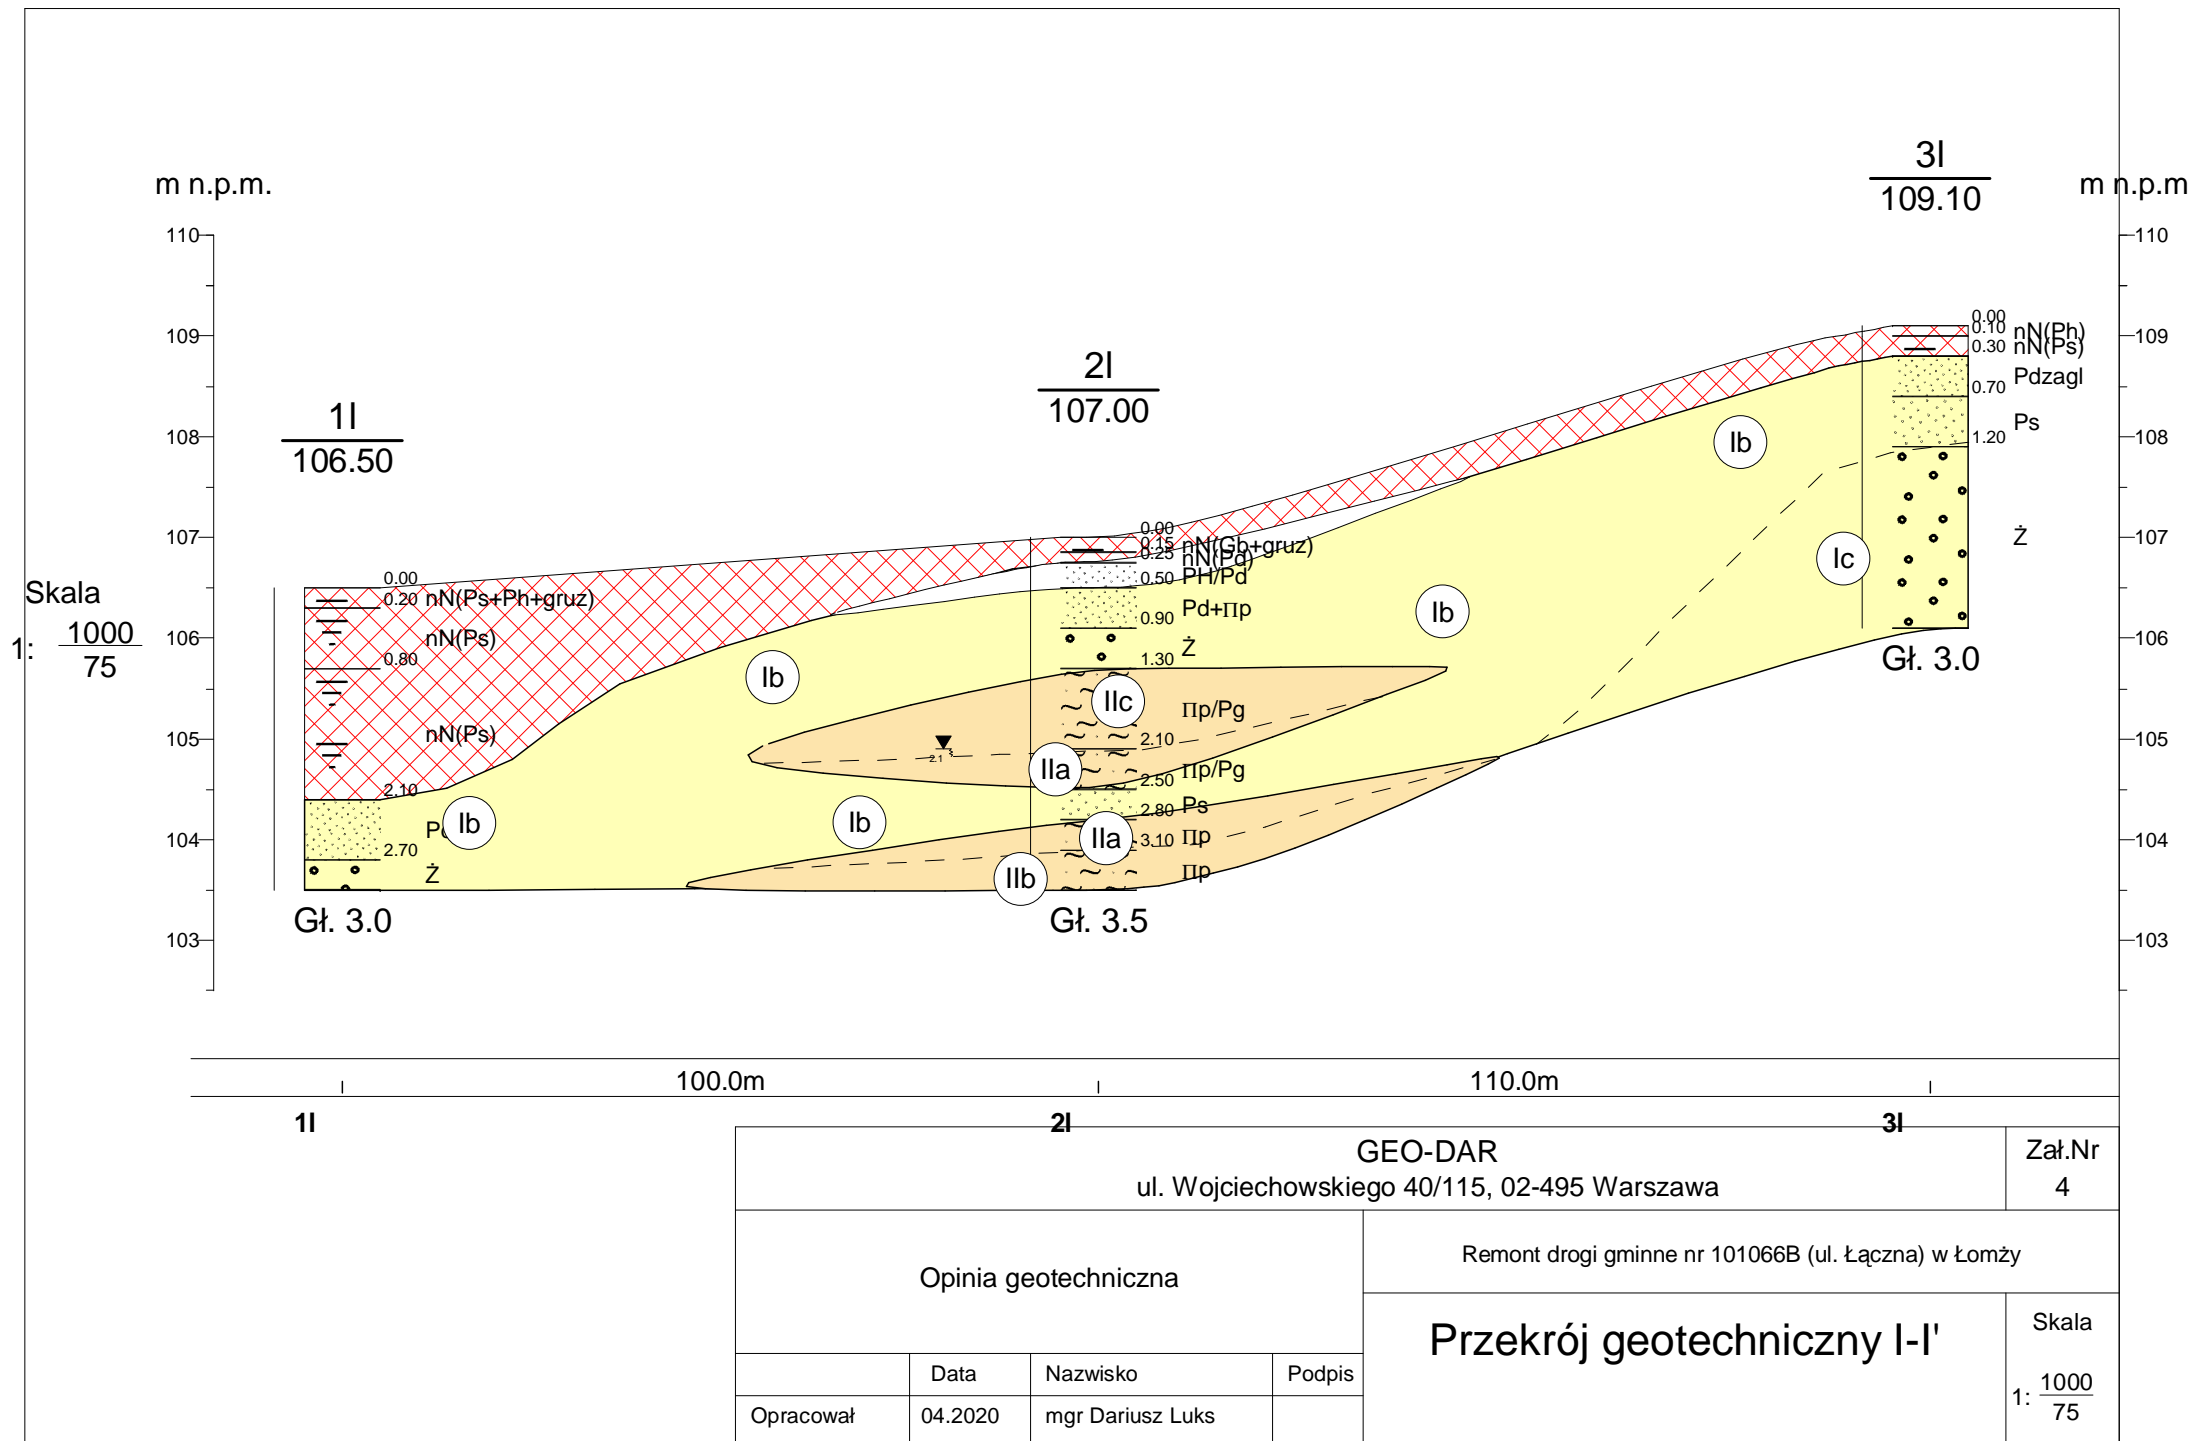 3I
m n.p.m.
109.10
m n.p.m
110
110
109
109
0.00
0.10 nN(Ph)
0.30 nN(Ps)
Pdzagl
0.70
Ps
1.20
Ż
Gł. 3.0
2I
107.00
1I
106.50
108
108
107
107
106
106
105
105
104
104
103
103
Skala
1: 1000
75
0.00
0.20 nN(Ps+Ph+gruz)
nN(Ps)
0.80
nN(Ps)
2.10
2.70
Ż
Gł. 3.0
0.00
0.15 nN(Gb+gruz)
0.25 nN(Pd)
0.50 PH/Pd
Pd+Πp
0.90
Ż
1.30
Πp/Pg
2.10
Πp/Pg
2.50
Ps
2.80
Πp
3.10
Πp
Gł. 3.5
2.1
Ib
Ib
Ib
Ic
Ib
Ib
IIc
IIa
IIa
IIb
100.0m
110.0m
1I
2I
3I
GEO-DAR
ul. Wojciechowskiego 40/115, 02-495 Warszawa
Zał.Nr
4
Opinia geotechniczna
Remont drogi gminne nr 101066B (ul. Łączna) w Łomży
Przekrój geotechniczny I-I'
Skala
1: 1000
75
Data
Nazwisko
Podpis
Opracował
04.2020
mgr Dariusz Luks